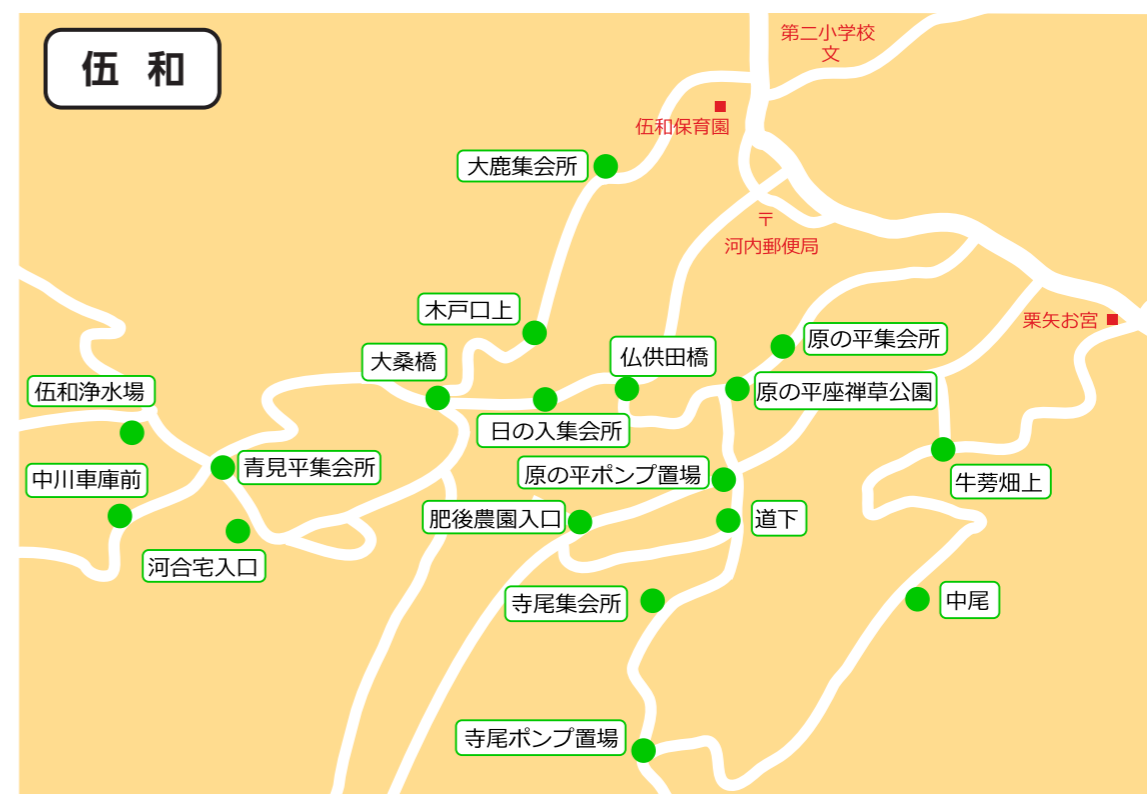 伍和
第二小学校
文
伍和保育園
大鹿集会所
〒
河内郵便局
木戸口上
栗矢お宮
原の平集会所
仏供田橋
大桑橋
伍和浄水場
原の平座禅草公園
日の入集会所
青見平集会所
中川車庫前
原の平ポンプ置場
牛蒡畑上
肥後農園入口
道下
河合宅入口
寺尾集会所
中尾
寺尾ポンプ置場